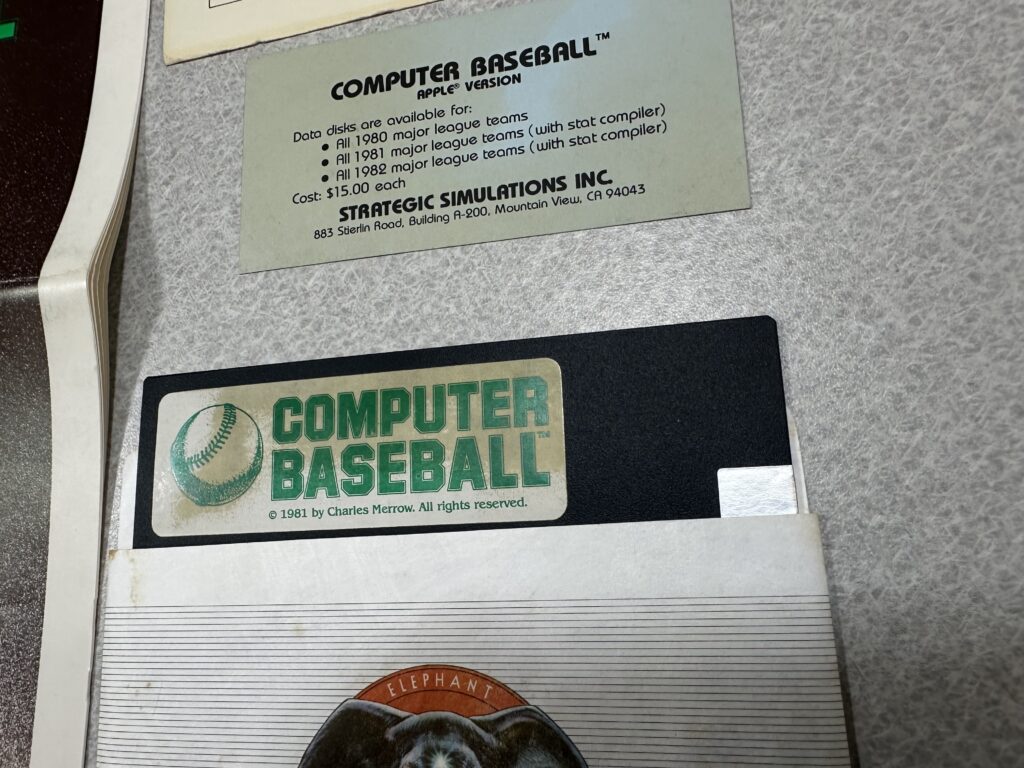 COMPUTER BASEBALL™
APPLE® VERSION
Data disks are available for:
• All 1980 major league teams
• All 1981 major league teams (with stat compiler)
• All 1982 major league teams (with stat compiler)
Cost: $15.00 each
STRATEGIC SIMULATIONS INC.
883 Stierlin Road, Building A-200, Mountain View, CA 94043
COMPUTER
BASEBALL™
© 1981 by Charles Merrow. All rights reserved.
ELEPHANT